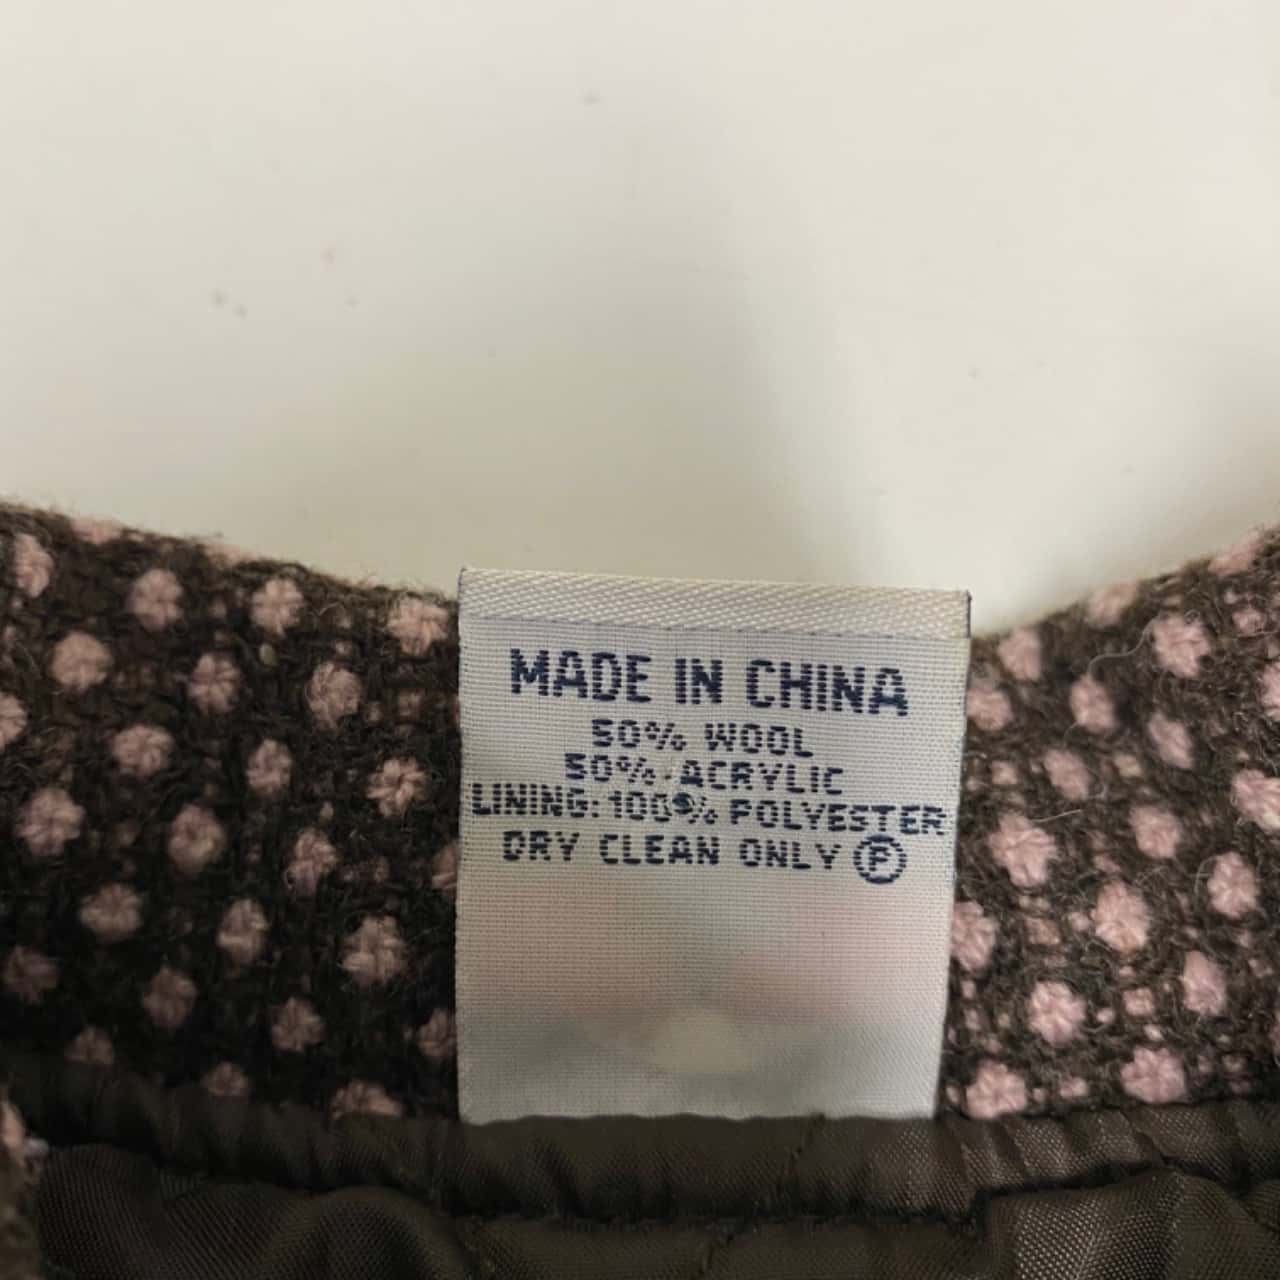 MADE IN CHINA
50% WOOL
50% ACRYLIC
LINING: 100% POLYESTER
DRY CLEAN ONLY Ⓟ